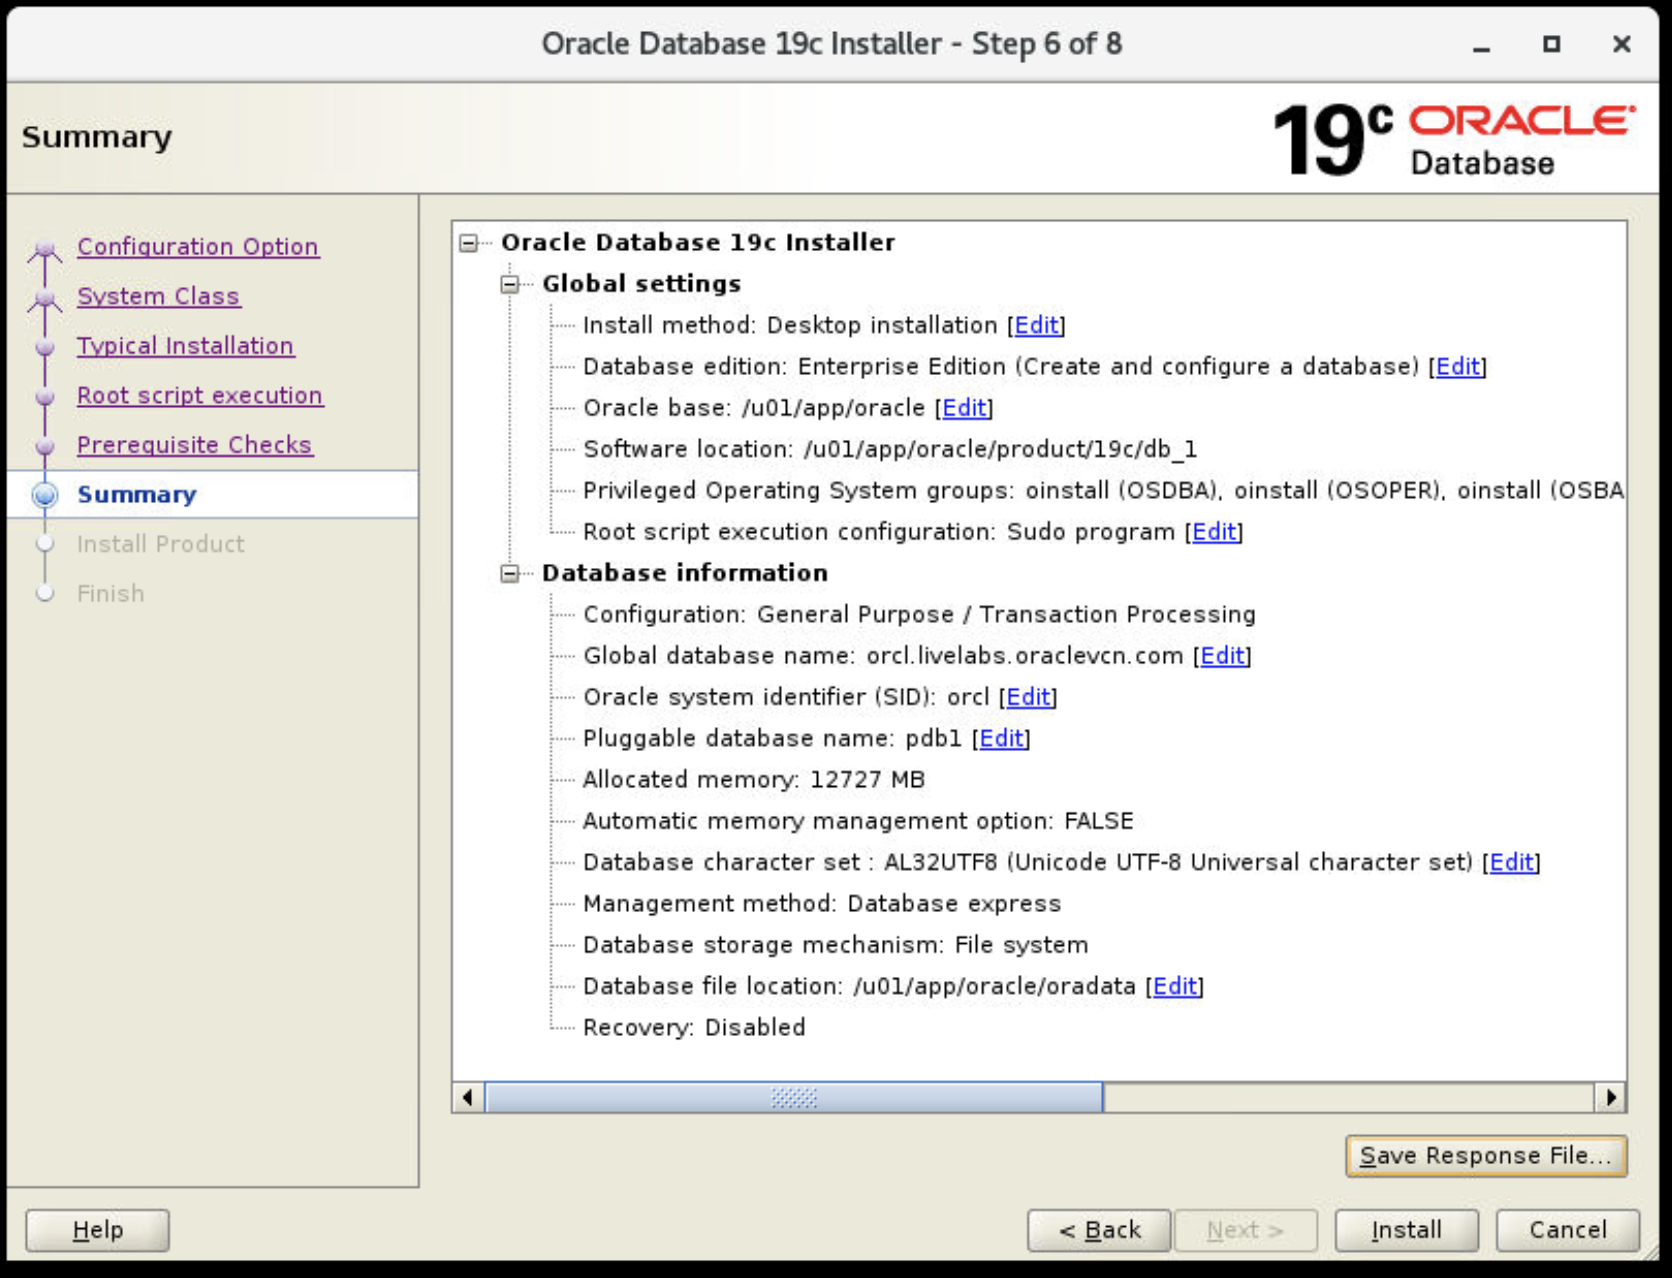 Oracle Database 19c Installer - Step 6 of 8
Summary
19c ORACLE
Database
Configuration Option
System Class
Typical Installation
Root script execution
Prerequisite Checks
Summary
Install Product
Finish
Oracle Database 19c Installer
Global settings
Install method: Desktop installation [Edit]
Database edition: Enterprise Edition (Create and configure a database) [Edit]
Oracle base: /u01/app/oracle [Edit]
Software location: /u01/app/oracle/product/19c/db_1
Privileged Operating System groups: oinstall (OSDBA), oinstall (OSOPER), oinstall (OSBA
Root script execution configuration: Sudo program [Edit]
Database information
Configuration: General Purpose / Transaction Processing
Global database name: orcl.livelabs.oraclevcn.com [Edit]
Oracle system identifier (SID): orcl [Edit]
Pluggable database name: pdb1 [Edit]
Allocated memory: 12727 MB
Automatic memory management option: FALSE
Database character set : AL32UTF8 (Unicode UTF-8 Universal character set) [Edit]
Management method: Database express
Database storage mechanism: File system
Database file location: /u01/app/oracle/oradata [Edit]
Recovery: Disabled
Save Response File...
Help
< Back
Next >
Install
Cancel